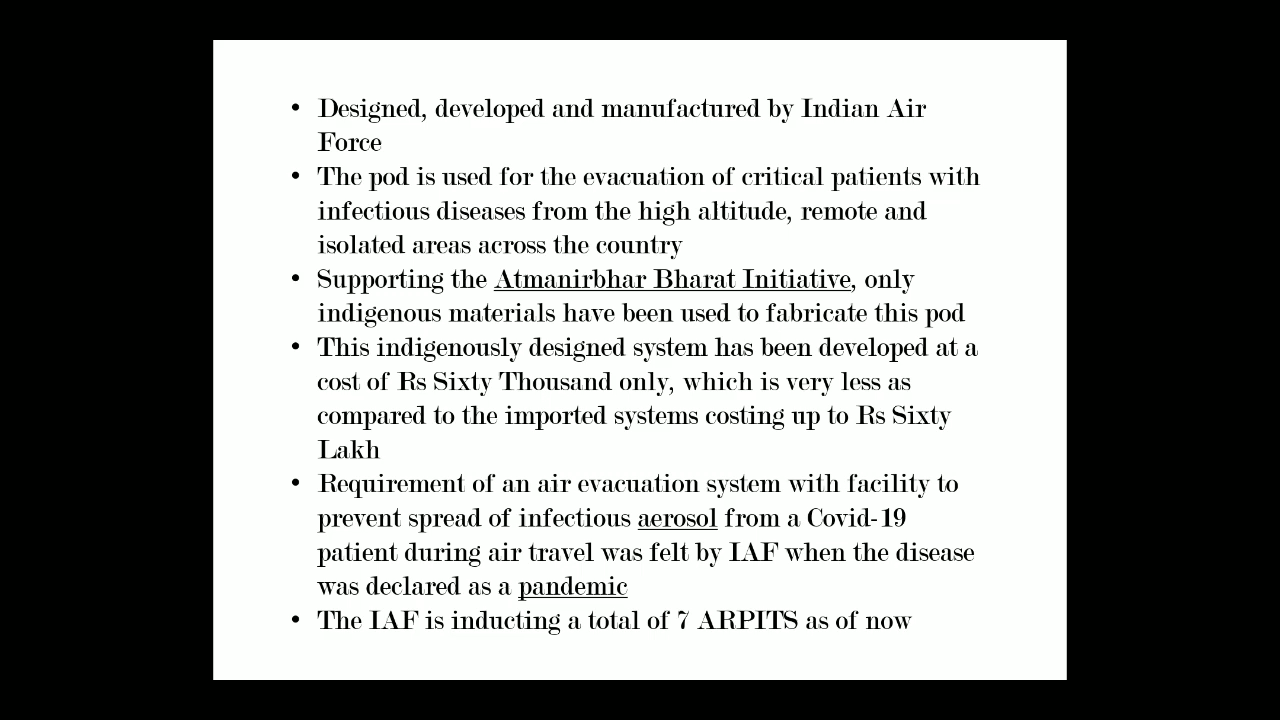 • Designed, developed and manufactured by Indian Air
Force
• The pod is used for the evacuation of critical patients with
infectious diseases from the high altitude, remote and
isolated areas across the country
• Supporting the Atmanirbhar Bharat Initiative, only
indigenous materials have been used to fabricate this pod
• This indigenously designed system has been developed at a
cost of Rs Sixty Thousand only, which is very less as
compared to the imported systems costing up to Rs Sixty
Lakh
• Requirement of an air evacuation system with facility to
prevent spread of infectious aerosol from a Covid-19
patient during air travel was felt by IAF when the disease
was declared as a pandemic
• The IAF is inducting a total of 7 ARPITS as of now